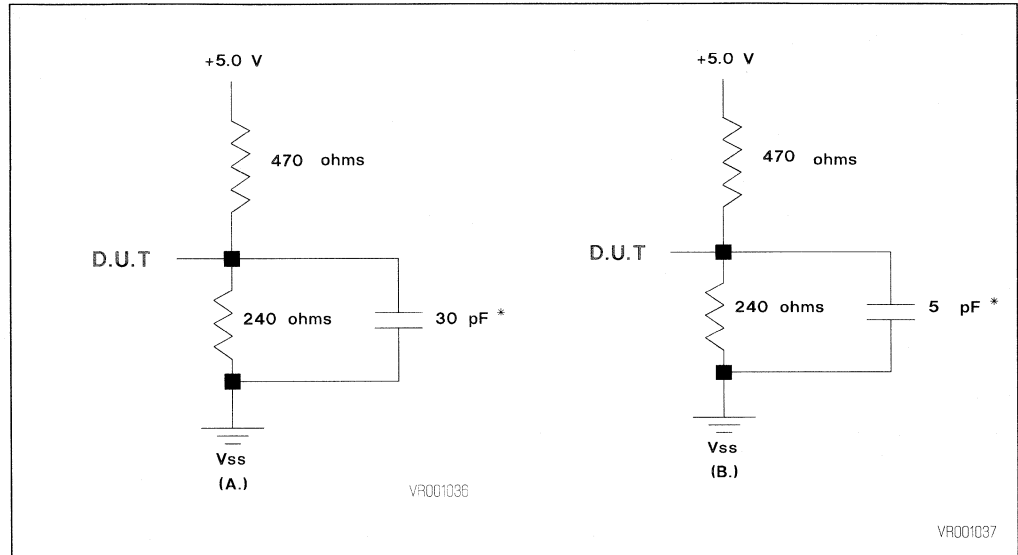 +5.0 V
470 ohms
D.U.T
240 ohms
30 pF *
Vss
(A.)
VR001036
+5.0 V
470 ohms
D.U.T
240 ohms
5 pF *
Vss
(B.)
VR001037